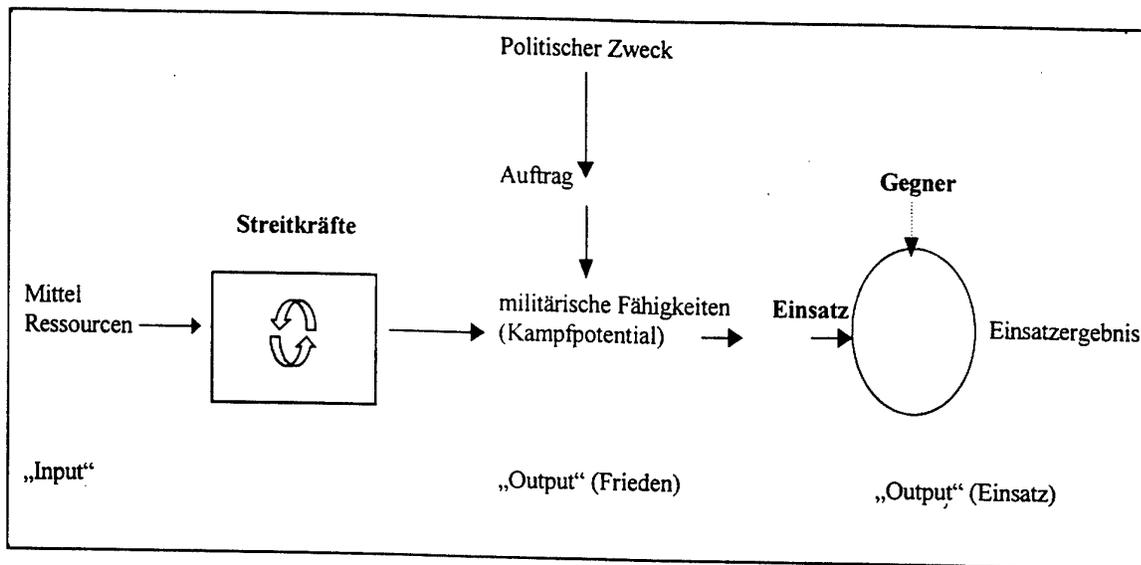 Politischer Zweck
Auftrag
Gegner
Streitkräfte
Mittel
Ressourcen
militärische Fähigkeiten
(Kampfpotential)
Einsatz
Einsatzergebnis
„Input“
„Output“ (Frieden)
„Output“ (Einsatz)